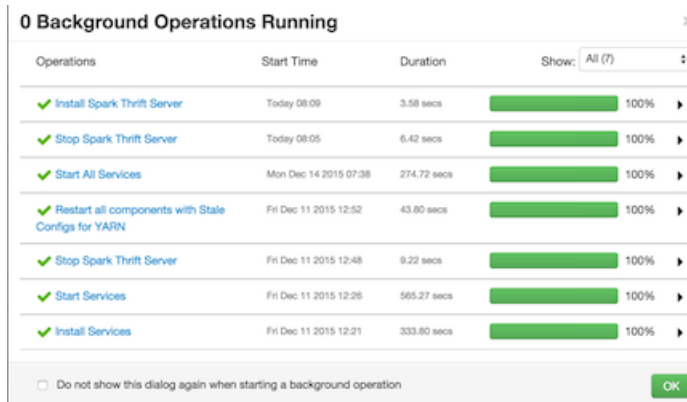 0 Background Operations Running
Operations Start Time Duration Show: All (7)
Install Spark Thrift Server Today 08:09 3.58 secs 100%
Stop Spark Thrift Server Today 08:05 6.42 secs 100%
Start All Services Mon Dec 14 2015 07:38 274.72 secs 100%
Restart all components with Stale Fri Dec 11 2015 12:52 43.80 secs 100%
Configs for YARN
Stop Spark Thrift Server Fri Dec 11 2015 12:48 9.22 secs 100%
Start Services Fri Dec 11 2015 12:26 565.27 secs 100%
Install Services Fri Dec 11 2015 12:21 333.80 secs 100%
Do not show this dialog again when starting a background operation OK